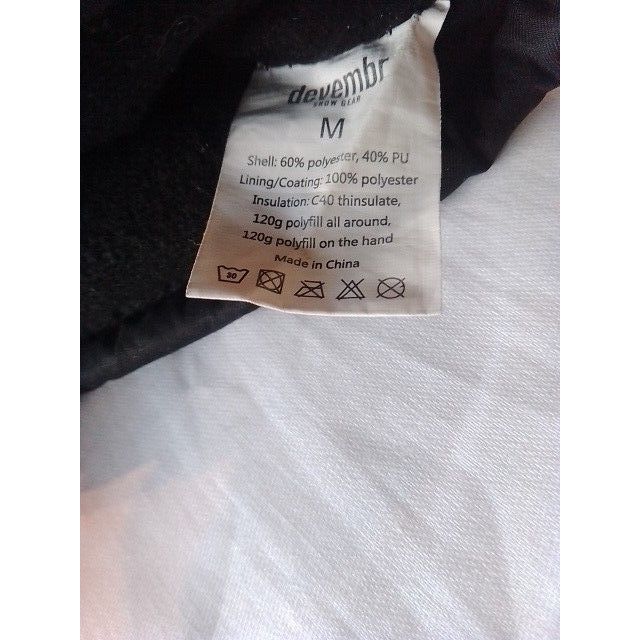 devembr
SNOW GEAR
M
Shell: 60% polyester, 40% PU
Lining/Coating: 100% polyester
Insulation: C40 thinsulate,
120g polyfill all around,
120g polyfill on the hand
Made in China
30